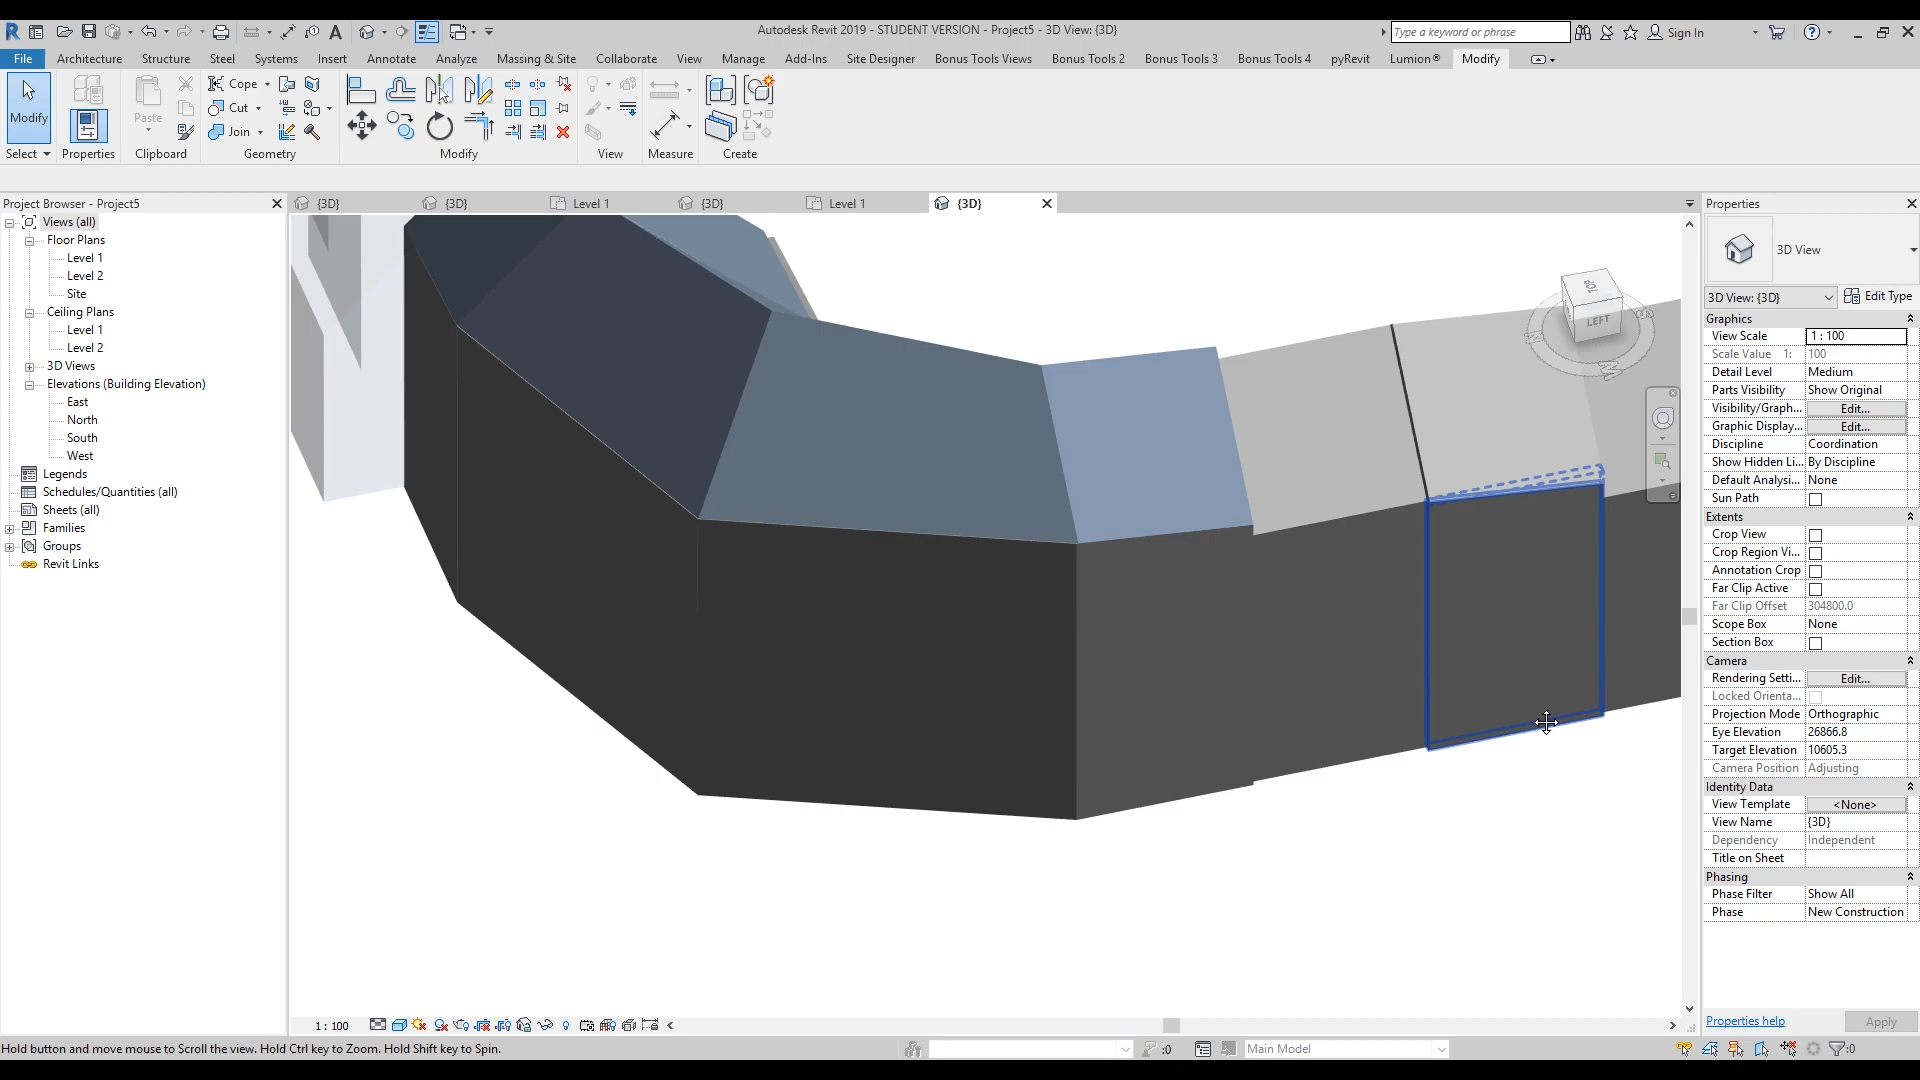 Autodesk Revit 2019 - STUDENT VERSION - Project5 - 3D View: {3D}
Type a keyword or phrase
Sign In
File Architecture Structure Steel Systems Insert Annotate Analyze Massing & Site Collaborate View Manage Add-Ins Site Designer Bonus Tools Views Bonus Tools 2 Bonus Tools 3 Bonus Tools 4 pyRevit Lumion® Modify
Modify
Paste
Cope
Cut
Join
Select Properties Clipboard Geometry Modify View Measure Create
Project Browser - Project5
Views (all)
Floor Plans
Level 1
Level 2
Site
Ceiling Plans
Level 1
Level 2
3D Views
Elevations (Building Elevation)
East
North
South
West
Legends
Schedules/Quantities (all)
Sheets (all)
Families
Groups
Revit Links
{3D} {3D} Level 1 {3D} Level 1 {3D}
TOP
LEFT
Properties
3D View
3D View: {3D} Edit Type
Graphics
View Scale 1 : 100
Scale Value 1: 100
Detail Level Medium
Parts Visibility Show Original
Visibility/Graph... Edit...
Graphic Display... Edit...
Discipline Coordination
Show Hidden Li... By Discipline
Default Analysi... None
Sun Path
Extents
Crop View
Crop Region Vi...
Annotation Crop
Far Clip Active
Far Clip Offset 304800.0
Scope Box None
Section Box
Camera
Rendering Setti... Edit...
Locked Orienta...
Projection Mode Orthographic
Eye Elevation 26866.8
Target Elevation 10605.3
Camera Position Adjusting
Identity Data
View Template <None>
View Name {3D}
Dependency Independent
Title on Sheet
Phasing
Phase Filter Show All
Phase New Construction
Properties help Apply
1 : 100
Hold button and move mouse to Scroll the view. Hold Ctrl key to Zoom. Hold Shift key to Spin.
:0
Main Model
:0